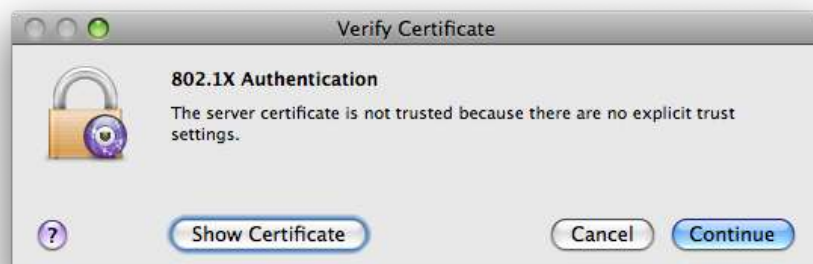 Verify Certificate
802.1X Authentication
The server certificate is not trusted because there are no explicit trust
settings.
?
Show Certificate
Cancel
Continue